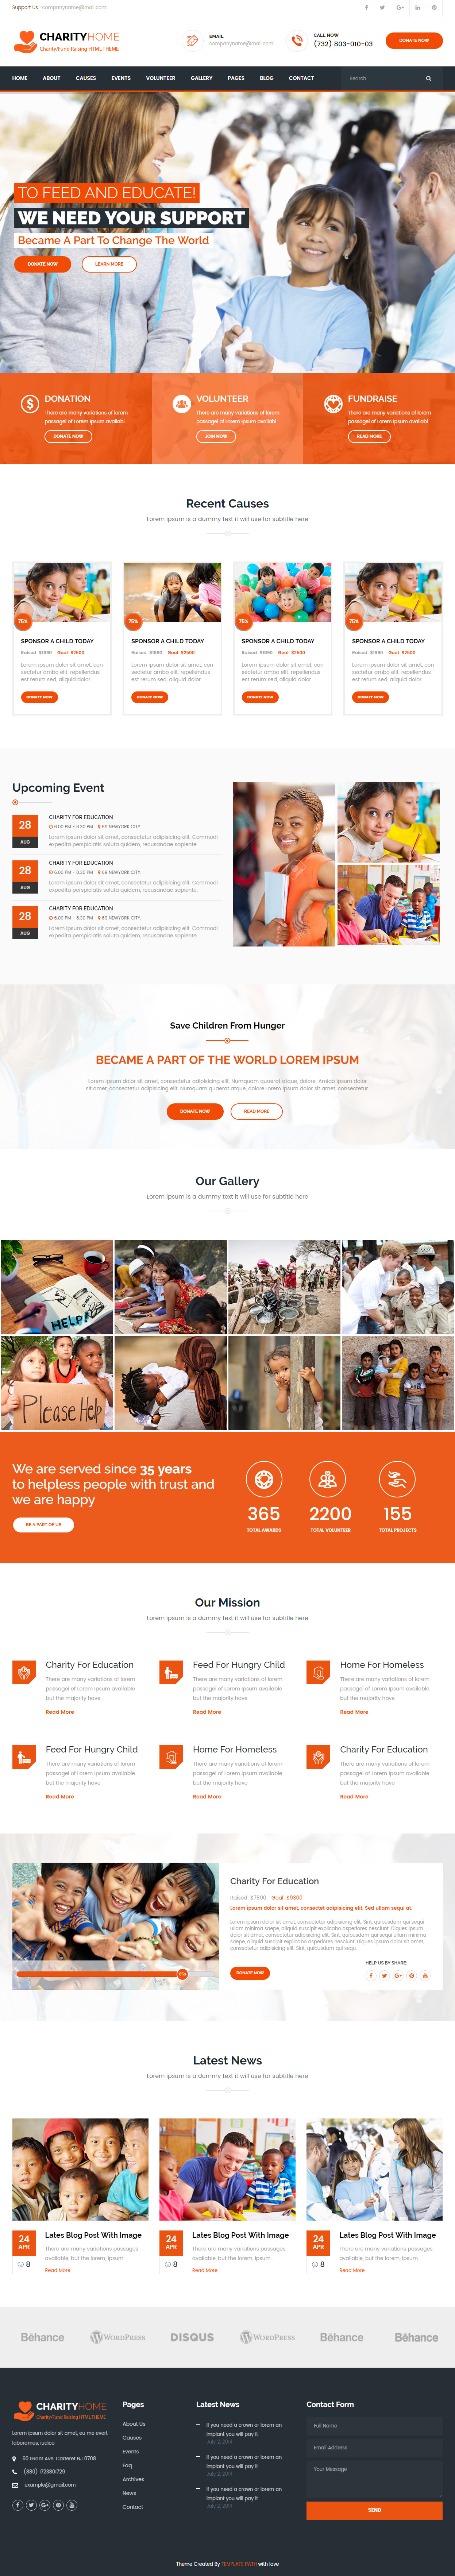 Support Us : companyname@mail.com
CHARITYHOME
Charity/Fund Raising HTML THEME
EMAIL
companyname@mail.com
CALL NOW
(732) 803-010-03
DONATE NOW
HOME ABOUT CAUSES EVENTS VOLUNTEER GALLERY PAGES BLOG CONTACT
Search...
TO FEED AND EDUCATE!
WE NEED YOUR SUPPORT
Became A Part To Change The World
DONATE NOW LEARN MORE
DONATION
There are many variations of lorem
passagei of Lorem Ipsum availabl
DONATE NOW
VOLUNTEER
There are many variations of lorem
passagei of Lorem Ipsum availabl
JOIN NOW
FUNDRAISE
There are many variations of lorem
passagei of Lorem Ipsum availabl
READ MORE
Recent Causes
Lorem ipsum is a dummy text it will use for subtitle here
75%
SPONSOR A CHILD TODAY
Raised: $1890 Goal: $2500
Lorem ipsum dolor sit amet, con
sectetur ambo elit. repellendus
est rerum sed, aliquid dolor.
DONATE NOW
75%
SPONSOR A CHILD TODAY
Raised: $1890 Goal: $2500
Lorem ipsum dolor sit amet, con
sectetur ambo elit. repellendus
est rerum sed, aliquid dolor.
DONATE NOW
75%
SPONSOR A CHILD TODAY
Raised: $1890 Goal: $2500
Lorem ipsum dolor sit amet, con
sectetur ambo elit. repellendus
est rerum sed, aliquid dolor.
DONATE NOW
75%
SPONSOR A CHILD TODAY
Raised: $1890 Goal: $2500
Lorem ipsum dolor sit amet, con
sectetur ambo elit. repellendus
est rerum sed, aliquid dolor.
DONATE NOW
Upcoming Event
28
AUG
CHARITY FOR EDUCATION
6.00 PM - 8.30 PM 69 NEWYORK CITY
Lorem ipsum dolor sit amet, consectetur adipisicing elit. Commodi
expedita perspiciatis soluta quidem, recusandae sapiente
28
AUG
CHARITY FOR EDUCATION
6.00 PM - 8.30 PM 69 NEWYORK CITY
Lorem ipsum dolor sit amet, consectetur adipisicing elit. Commodi
expedita perspiciatis soluta quidem, recusandae sapiente
28
AUG
CHARITY FOR EDUCATION
6.00 PM - 8.30 PM 69 NEWYORK CITY
Lorem ipsum dolor sit amet, consectetur adipisicing elit. Commodi
expedita perspiciatis soluta quidem, recusandae sapiente
Save Children From Hunger
BECAME A PART OF THE WORLD LOREM IPSUM
Lorem ipsum dolor sit amet, consectetur adipisicing elit. Numquam quaerat atque, dolore. Amido ipsum dolor
sit amet, consectetur adipisicing elit. Numquam quaerat atque, dolore.Lorem ipsum dolor sit amet, consectetur
DONATE NOW READ MORE
Our Gallery
Lorem ipsum is a dummy text it will use for subtitle here
HELP!
Please Help
We are served since 35 years
to helpless people with trust and
we are happy
BE A PART OF US
365
TOTAL AWARDS
2200
TOTAL VOLUNTEER
155
TOTAL PROJECTS
Our Mission
Lorem ipsum is a dummy text it will use for subtitle here
Charity For Education
There are many variations of lorem
passagei of Lorem Ipsum available
but the majority have
Read More
Feed For Hungry Child
There are many variations of lorem
passagei of Lorem Ipsum available
but the majority have
Read More
Home For Homeless
There are many variations of lorem
passagei of Lorem Ipsum available
but the majority have
Read More
Feed For Hungry Child
There are many variations of lorem
passagei of Lorem Ipsum available
but the majority have
Read More
Home For Homeless
There are many variations of lorem
passagei of Lorem Ipsum available
but the majority have
Read More
Charity For Education
There are many variations of lorem
passagei of Lorem Ipsum available
but the majority have
Read More
Charity For Education
Raised: $7890 Goal: $9300
Lorem ipsum dolor sit amet, consectet adipisicing elit. Sed ullam sequi at.
Lorem ipsum dolor sit amet, consectetur adipisicing elit. Sint, quibusdam qui sequi
ullam minima saepe, aliquid suscipit explicabo asperiores nesciunt. Diques ipsum
dolor sit amet, consectetur adipisicing elit. Sint, quibusdam qui sequi ullam minima
saepe, aliquid suscipit explicabo asperiores nesciunt. Diques ipsum dolor sit amet,
consectetur adipisicing elit. Sint, quibusdam qui sequ
DONATE NOW
HELP US BY SHARE:
Latest News
Lorem ipsum is a dummy text it will use for subtitle here
24
APR
8
Lates Blog Post With Image
There are many variations passages
available, but the lorem, Ipsum...
Read More
24
APR
8
Lates Blog Post With Image
There are many variations passages
available, but the lorem, Ipsum...
Read More
24
APR
8
Lates Blog Post With Image
There are many variations passages
available, but the lorem, Ipsum...
Read More
Bēhance WORDPRESS DISQUS WORDPRESS Bēhance Bēhance
CHARITYHOME
Charity/Fund Raising HTML THEME
Lorem ipsum dolor sit amet, eu me evert
laboramus, iudico
60 Grant Ave. Carteret NJ 0708
(880) 1723801729
example@gmail.com
Pages
About Us
Causes
Events
Faq
Archives
News
Contact
Latest News
If you need a crown or lorem an
implant you will pay it
July 2, 2014
If you need a crown or lorem an
implant you will pay it
July 2, 2014
If you need a crown or lorem an
implant you will pay it
July 2, 2014
Contact Form
Full Name
Email Address
Your Message
SEND
Theme Created By TEMPLATE PATH with love